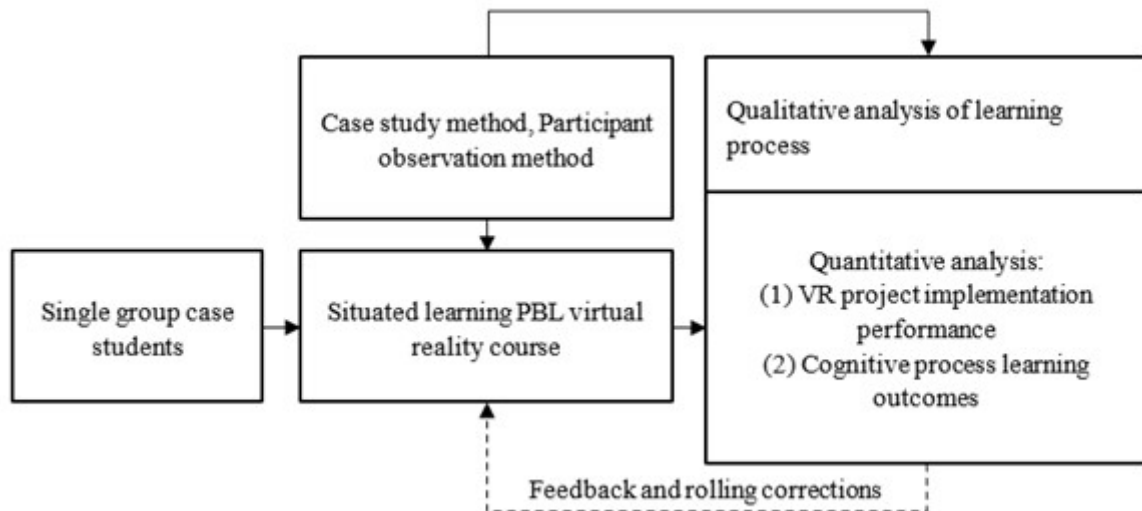 Case study method, Participant
observation method
Qualitative analysis of learning
process
Single group case
students
Situated learning PBL virtual
reality course
Quantitative analysis:
(1) VR project implementation
performance
(2) Cognitive process learning
outcomes
Feedback and rolling corrections